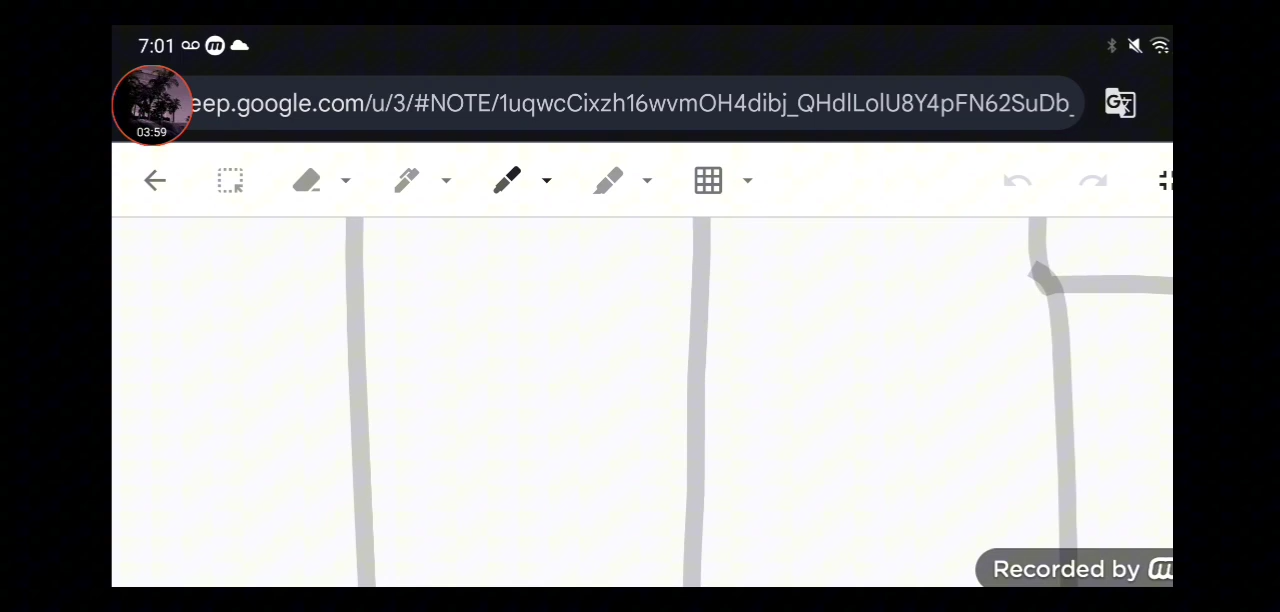 7:01
03:59
eep.google.com/u/3/#NOTE/1uqwcCixzh16wvmOH4dibj_QHdlLolU8Y4pFN62SuDb_
Recorded by